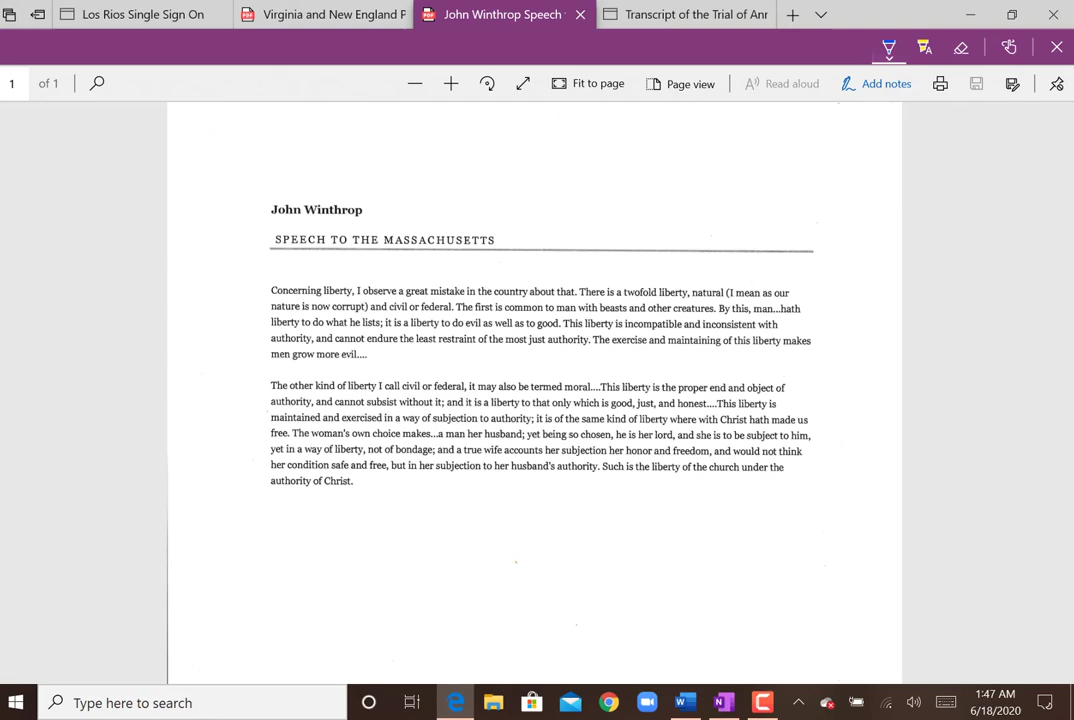 Los Rios Single Sign On
Virginia and New England P
John Winthrop Speech
Transcript of the Trial of Anr
1 of 1
Fit to page
Page view
Read aloud
Add notes
John Winthrop
SPEECH TO THE MASSACHUSETTS
Concerning liberty, I observe a great mistake in the country about that. There is a twofold liberty, natural (I mean as our
nature is now corrupt) and civil or federal. The first is common to man with beasts and other creatures. By this, man...hath
liberty to do what he lists; it is a liberty to do evil as well as to good. This liberty is incompatible and inconsistent with
authority, and cannot endure the least restraint of the most just authority. The exercise and maintaining of this liberty makes
men grow more evil....
The other kind of liberty I call civil or federal, it may also be termed moral....This liberty is the proper end and object of
authority, and cannot subsist without it; and it is a liberty to that only which is good, just, and honest....This liberty is
maintained and exercised in a way of subjection to authority; it is of the same kind of liberty where with Christ hath made us
free. The woman's own choice makes...a man her husband; yet being so chosen, he is her lord, and she is to be subject to him,
yet in a way of liberty, not of bondage; and a true wife accounts her subjection her honor and freedom, and would not think
her condition safe and free, but in her subjection to her husband's authority. Such is the liberty of the church under the
authority of Christ.
Type here to search
1:47 AM
6/18/2020